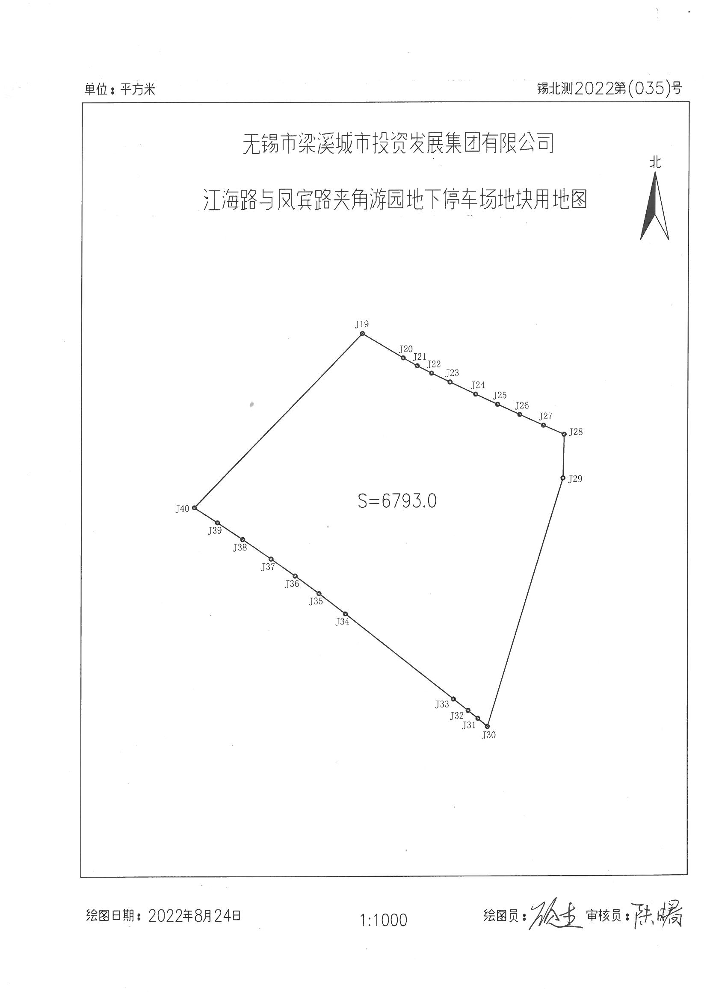 单位：平方米
锡北测2022第(035)号
无锡市梁溪城市投资发展集团有限公司
北
江海路与凤宾路夹角游园地下停车场地块用地图
J19
J20
J21
J22
J23
J24
J25
J26
J27
J28
J29
S=6793.0
J40
J39
J38
J37
J36
J35
J34
J33
J32
J31
J30
绘图日期：2022年8月24日
1:1000
绘图员：
审核员：陆曙